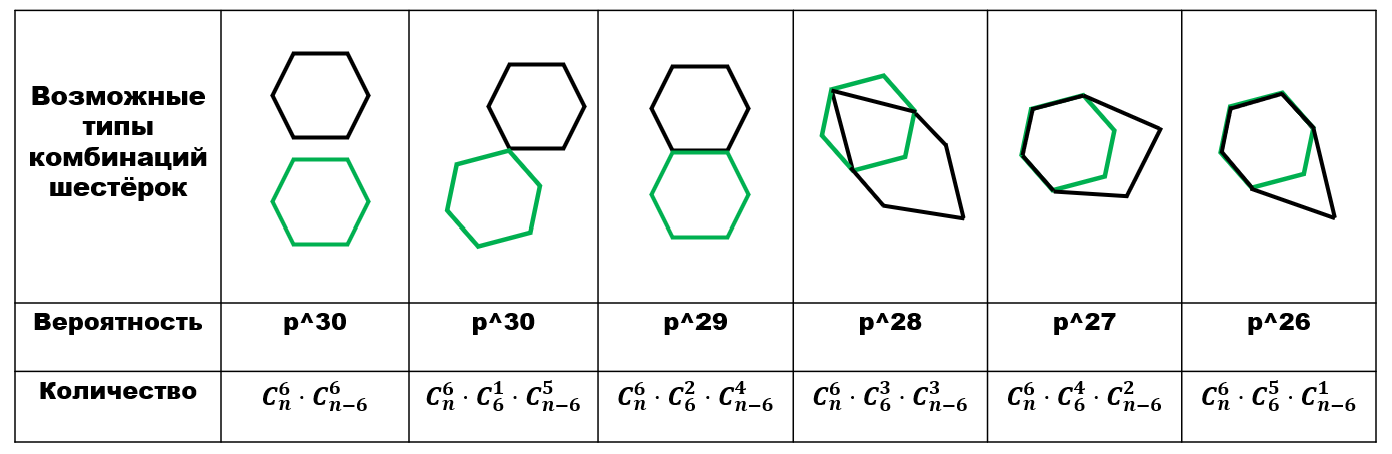 Возможные
типы
комбинаций
шестёрок
Вероятность p^30 p^30 p^29 p^28 p^27 p^26
Количество $C_n^6 \cdot C_{n-6}^6$ $C_n^6 \cdot C_6^1 \cdot C_{n-6}^5$ $C_n^6 \cdot C_6^2 \cdot C_{n-6}^4$ $C_n^6 \cdot C_6^3 \cdot C_{n-6}^3$ $C_n^6 \cdot C_6^4 \cdot C_{n-6}^2$ $C_n^6 \cdot C_6^5 \cdot C_{n-6}^1$